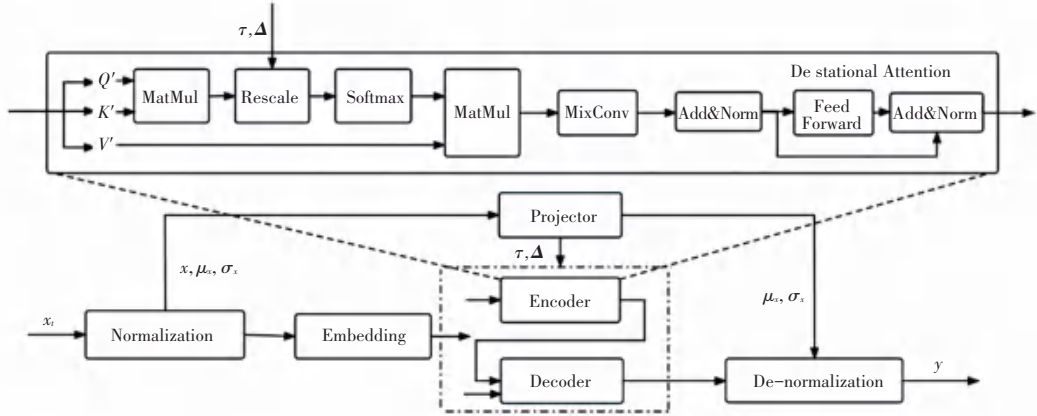 τ, Δ
De stational Attention
Q′
K′
V′
MatMul
Rescale
Softmax
MatMul
MixConv
Add&Norm
Feed
Forward
Add&Norm
Projector
τ, Δ
x, μₓ, σₓ
μₓ, σₓ
Encoder
xₜ
Normalization
Embedding
Decoder
De-normalization
y